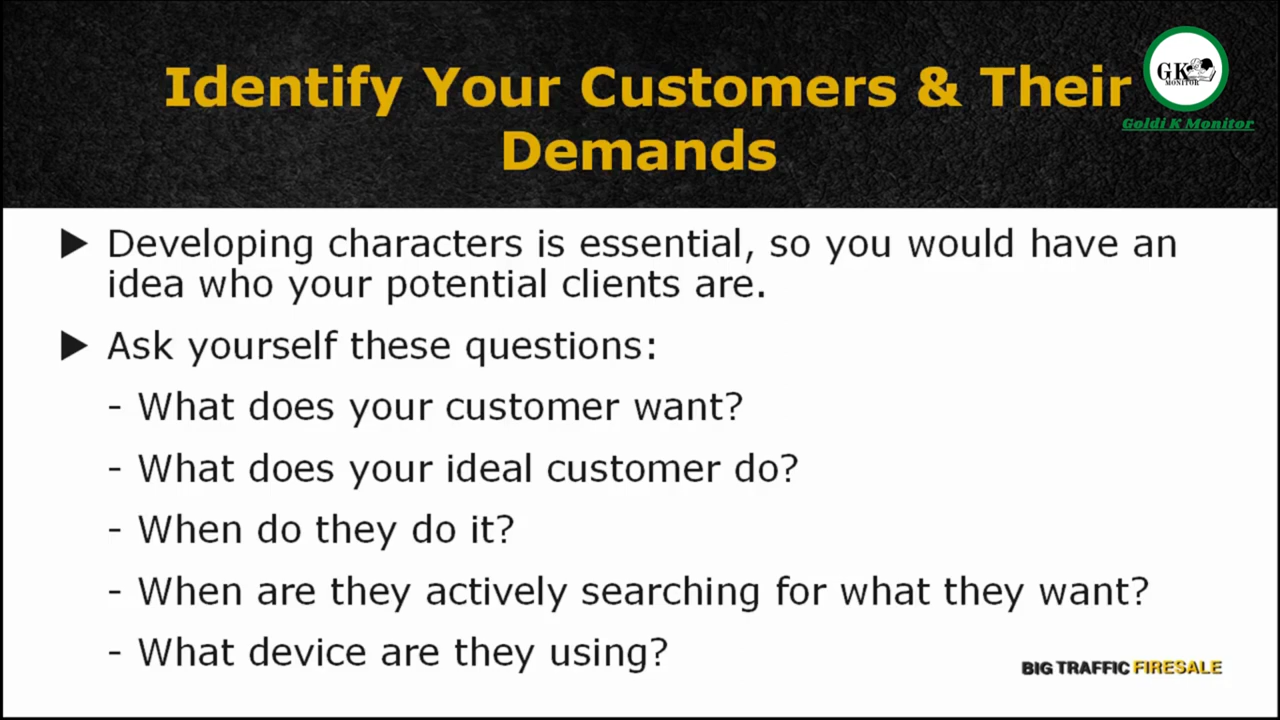 Identify Your Customers & Their
Demands
GK
MONITOR
Goldi K Monitor
▶ Developing characters is essential, so you would have an
idea who your potential clients are.
▶ Ask yourself these questions:
- What does your customer want?
- What does your ideal customer do?
- When do they do it?
- When are they actively searching for what they want?
- What device are they using?
BIG TRAFFIC FIRESALE